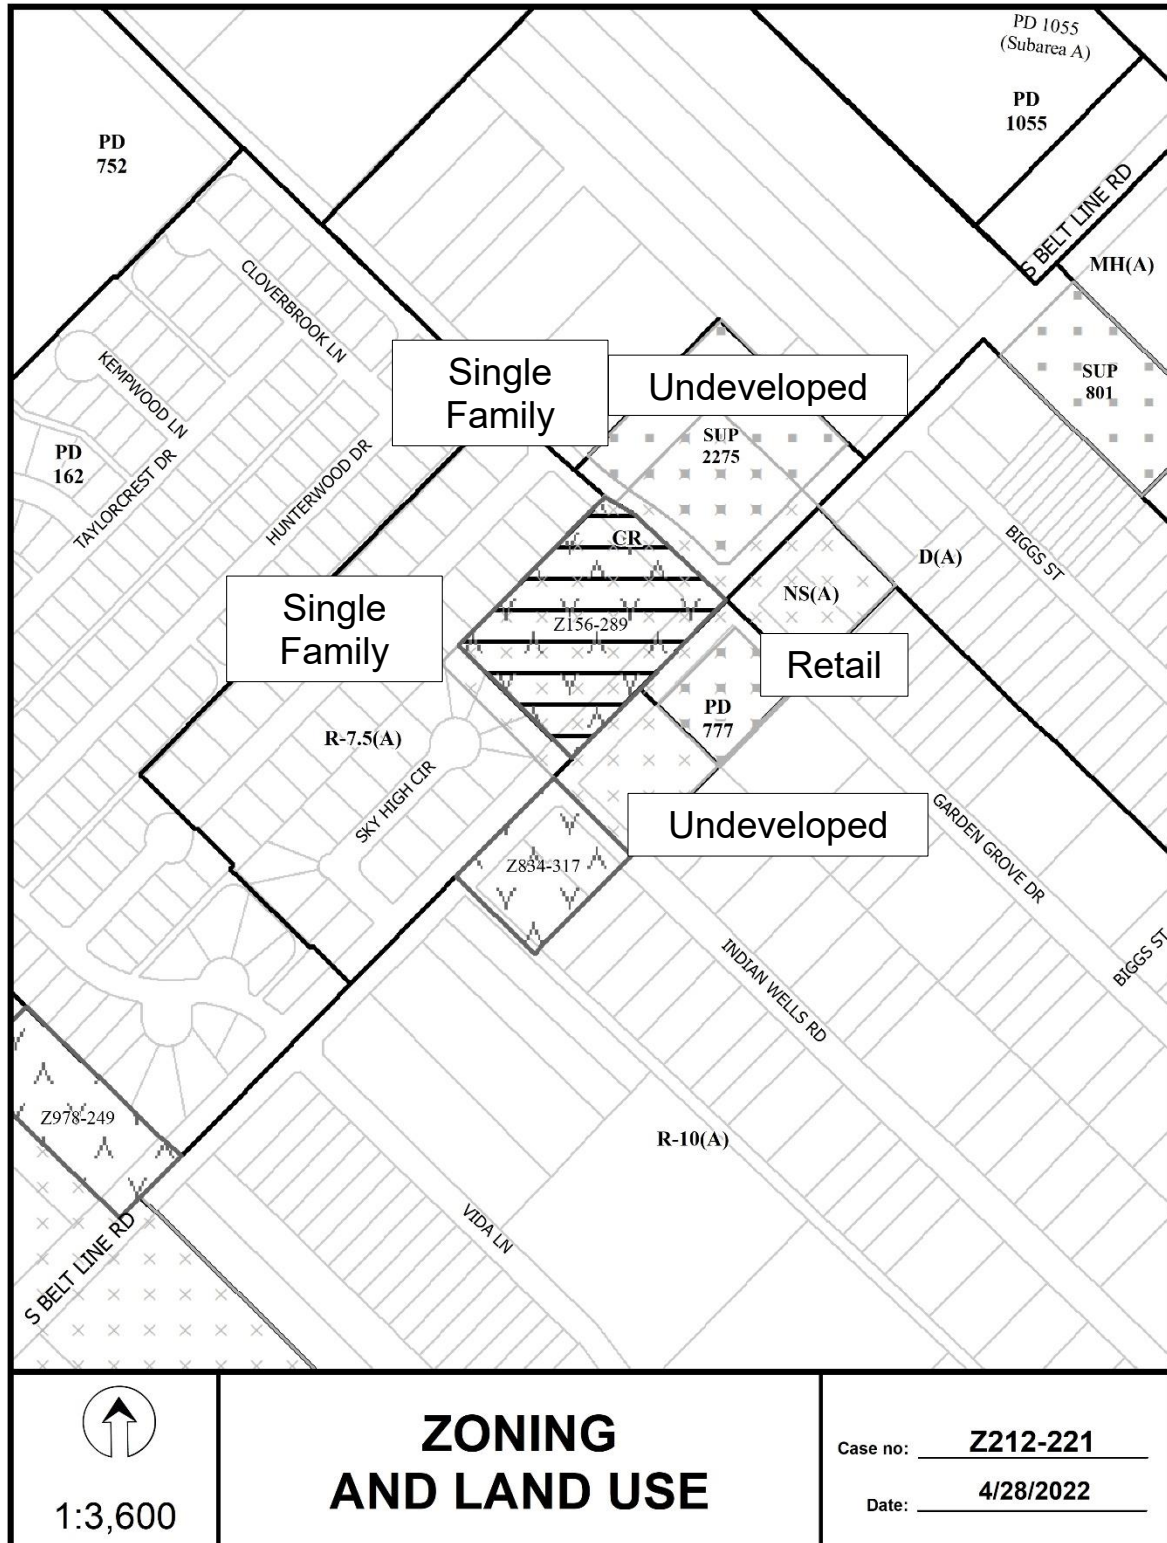 PD 1055
(Subarea A)
PD
1055
PD
752
S BELT LINE RD
MH(A)
CLOVERBROOK LN
KEMPWOOD LN
Single
Family
Undeveloped
SUP
801
SUP
2275
PD
162
TAYLORCREST DR
HUNTERWOOD DR
CR
BIGGS ST
D(A)
NS(A)
Single
Family
Z156-289
Retail
PD
777
R-7.5(A)
SKY HIGH CIR
Undeveloped
GARDEN GROVE DR
Z834-317
INDIAN WELLS RD
BIGGS ST
Z978-249
R-10(A)
VIDA LN
S BELT LINE RD
1:3,600
ZONING
AND LAND USE
Case no: Z212-221
Date: 4/28/2022